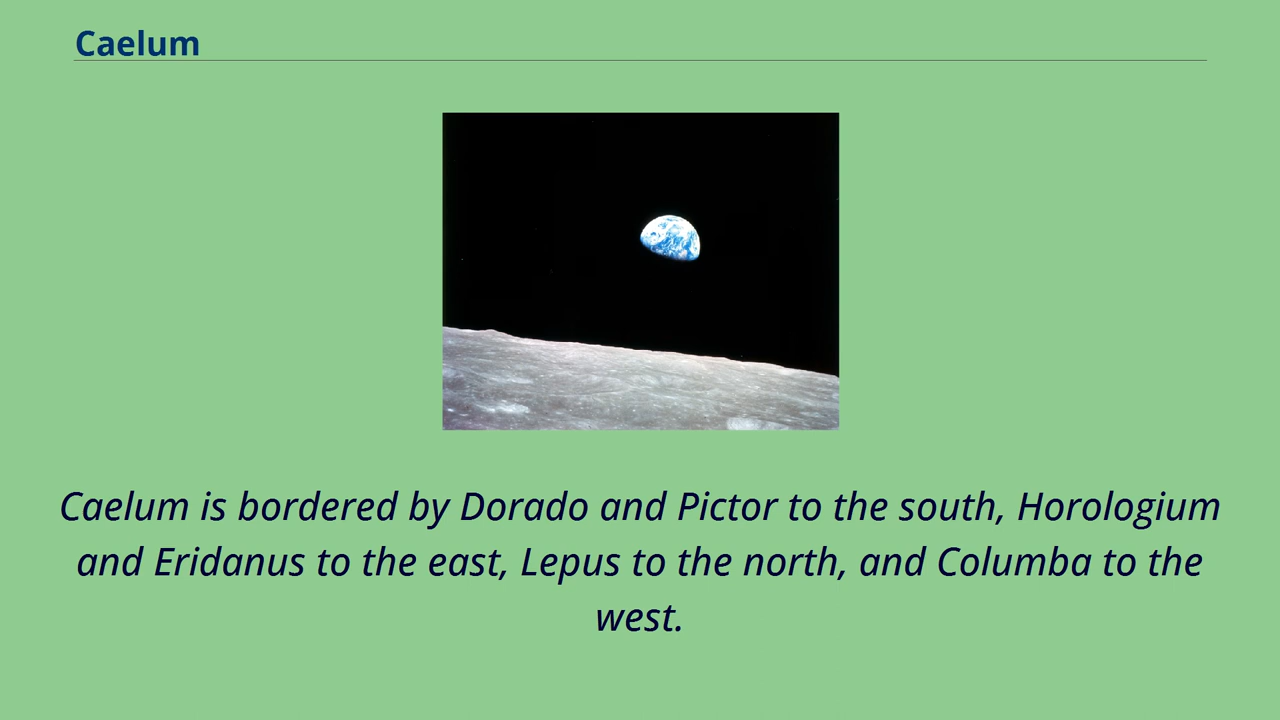 Caelum
Caelum is bordered by Dorado and Pictor to the south, Horologium
and Eridanus to the east, Lepus to the north, and Columba to the
west.